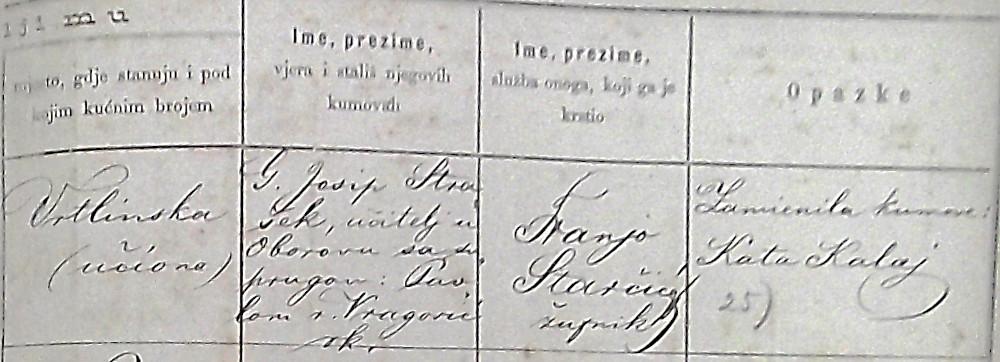 mu
to, gdje stanuju i pod
kojim kućnim brojem
Ime, prezime,
vjera i stališ njegovih
kumovah
Ime, prezime,
služba onoga, koji ga je
krstio
Opazke
Vrtlinska
(učiona)
G. Josip Stra
šek, učitelj u
Oborovu sa su
prugom: Pav
lom r. Vragović
rk.
Franjo
Starčić
župnik)
Zamienila kumove:
Kata Kalaj
25)